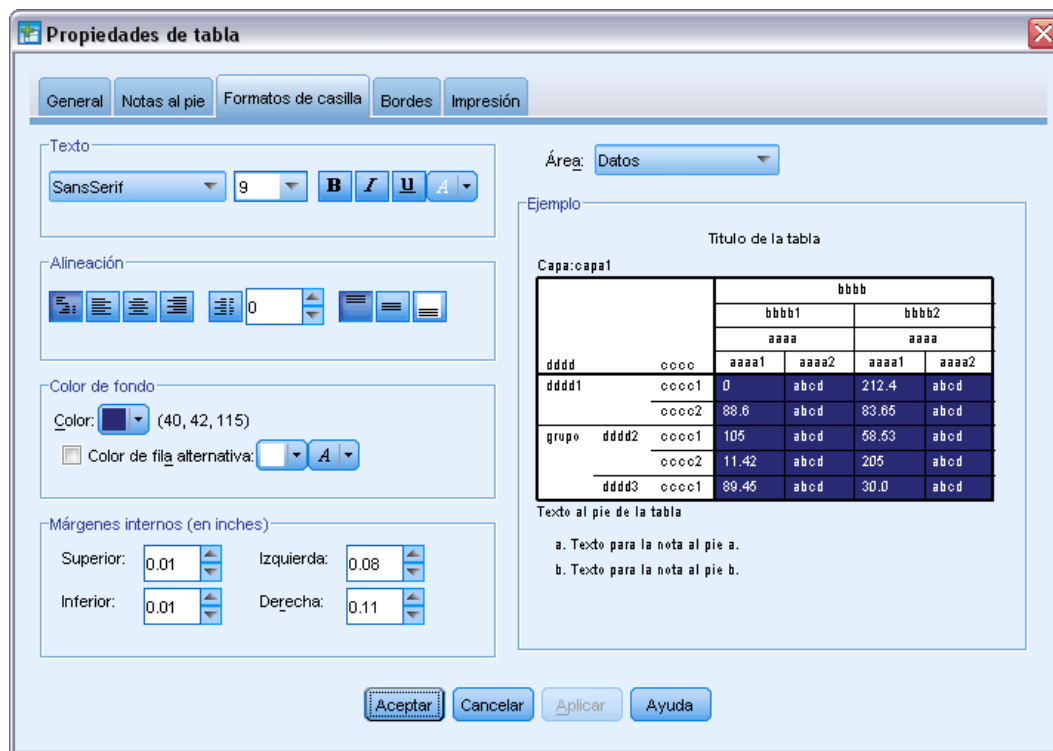 Propiedades de tabla
General Notas al pie Formatos de casilla Bordes Impresión
Texto
SansSerif 9 B I U A
Alineación
0
Color de fondo
Color: (40, 42, 115)
Color de fila alternativa: A
Márgenes internos (en inches)
Superior: 0.01 Izquierda: 0.08
Inferior: 0.01 Derecha: 0.11
Área: Datos
Ejemplo
Titulo de la tabla
Capa:capa1
bbbb
bbbb1 bbbb2
aaaa aaaa
dddd cccc aaaa1 aaaa2 aaaa1 aaaa2
dddd1 cccc1 0 abcd 212.4 abcd
cccc2 88.6 abcd 83.65 abcd
grupo dddd2 cccc1 105 abcd 58.53 abcd
cccc2 11.42 abcd 205 abcd
dddd3 cccc1 89.45 abcd 30.0 abcd
Texto al pie de la tabla
a. Texto para la nota al pie a.
b. Texto para la nota al pie b.
Aceptar Cancelar Aplicar Ayuda